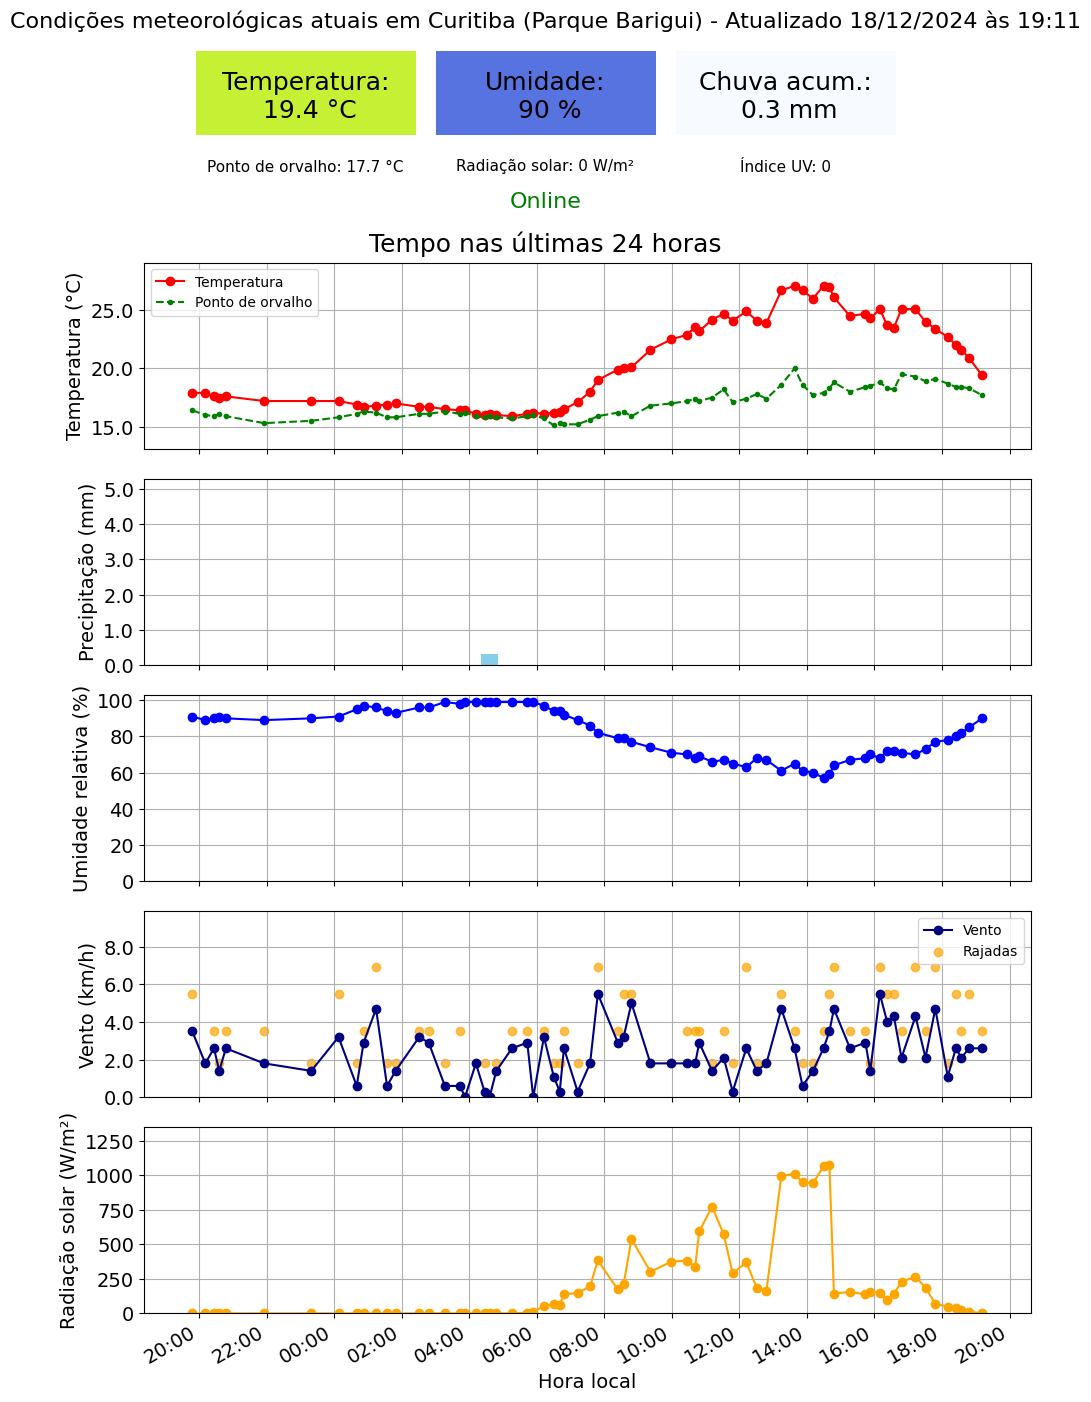 Condições meteorológicas atuais em Curitiba (Parque Barigui) - Atualizado 18/12/2024 às 19:11
Temperatura:
19.4 °C
Umidade:
90 %
Chuva acum.:
0.3 mm
Ponto de orvalho: 17.7 °C
Radiação solar: 0 W/m²
Índice UV: 0
Online
Tempo nas últimas 24 horas
Temperatura (°C)
25.0
20.0
15.0
Temperatura
Ponto de orvalho
Precipitação (mm)
5.0
4.0
3.0
2.0
1.0
0.0
Umidade relativa (%)
100
80
60
40
20
0
Vento (km/h)
8.0
6.0
4.0
2.0
0.0
Vento
Rajadas
Radiação solar (W/m²)
1250
1000
750
500
250
0
20:00
22:00
00:00
02:00
04:00
06:00
08:00
10:00
12:00
14:00
16:00
18:00
20:00
Hora local